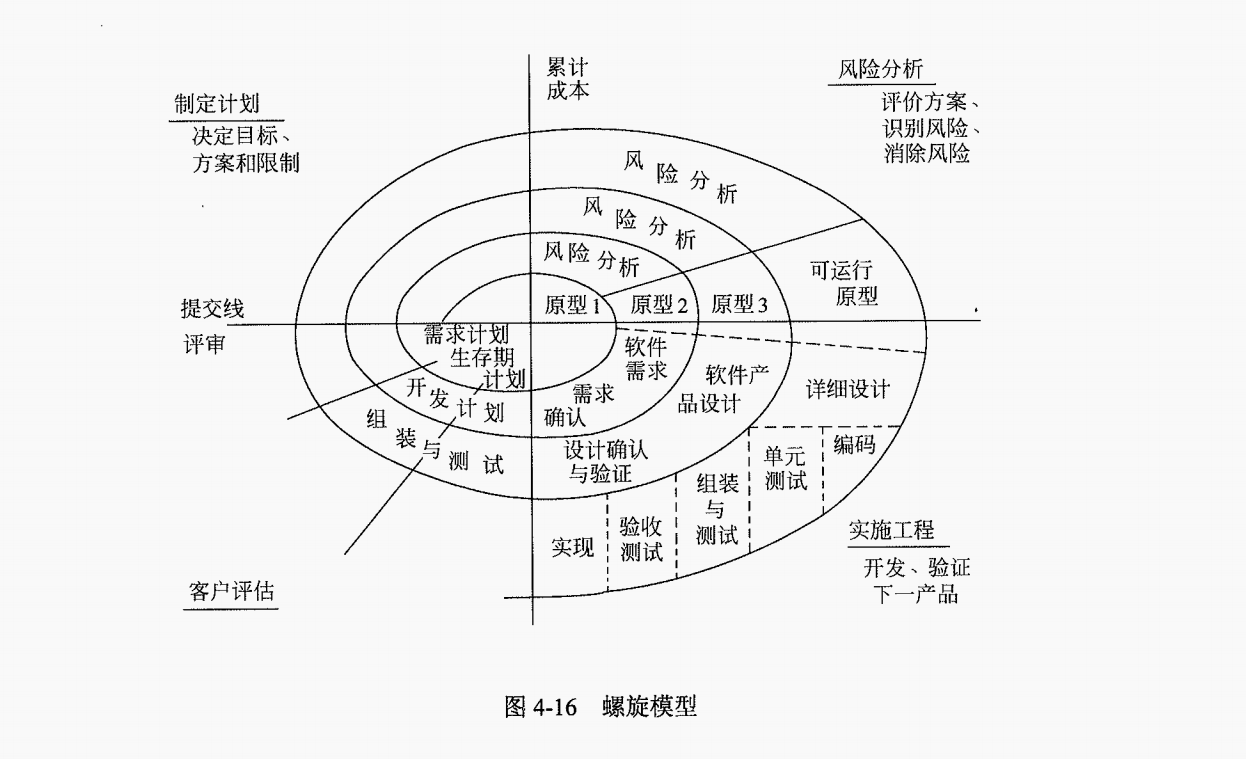 累计
成本
风险分析
评价方案、
识别风险、
消除风险
制定计划
决定目标、
方案和限制
风险分析
风险分析
风险分析
可运行
原型
原型1
原型2
原型3
提交线
评审
需求计划
生存期
计划
软件
需求
需求
确认
开发计划
软件产
品设计
详细设计
组装与测试
设计确认
与验证
单元
测试
编码
组装
与
测试
验收
测试
实现
实施工程
开发、验证
下一产品
客户评估
图 4-16 螺旋模型